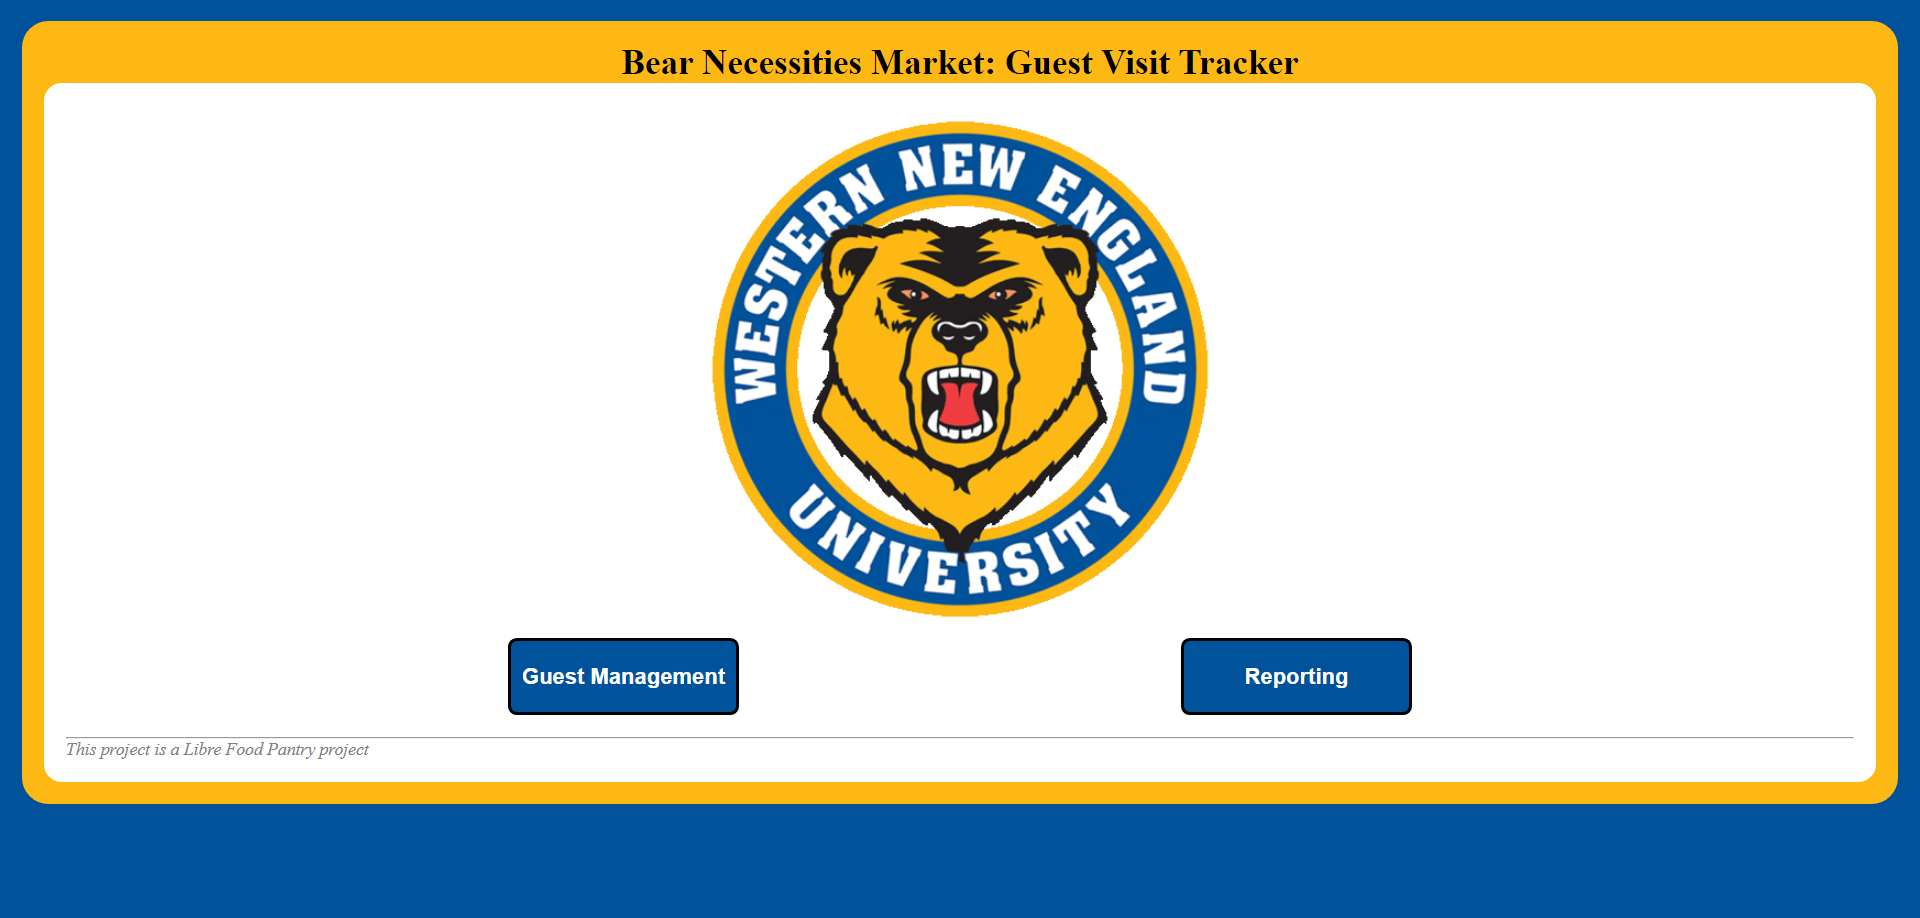 Bear Necessities Market: Guest Visit Tracker
WESTERN NEW ENGLAND
UNIVERSITY
Guest Management
Reporting
This project is a Libre Food Pantry project